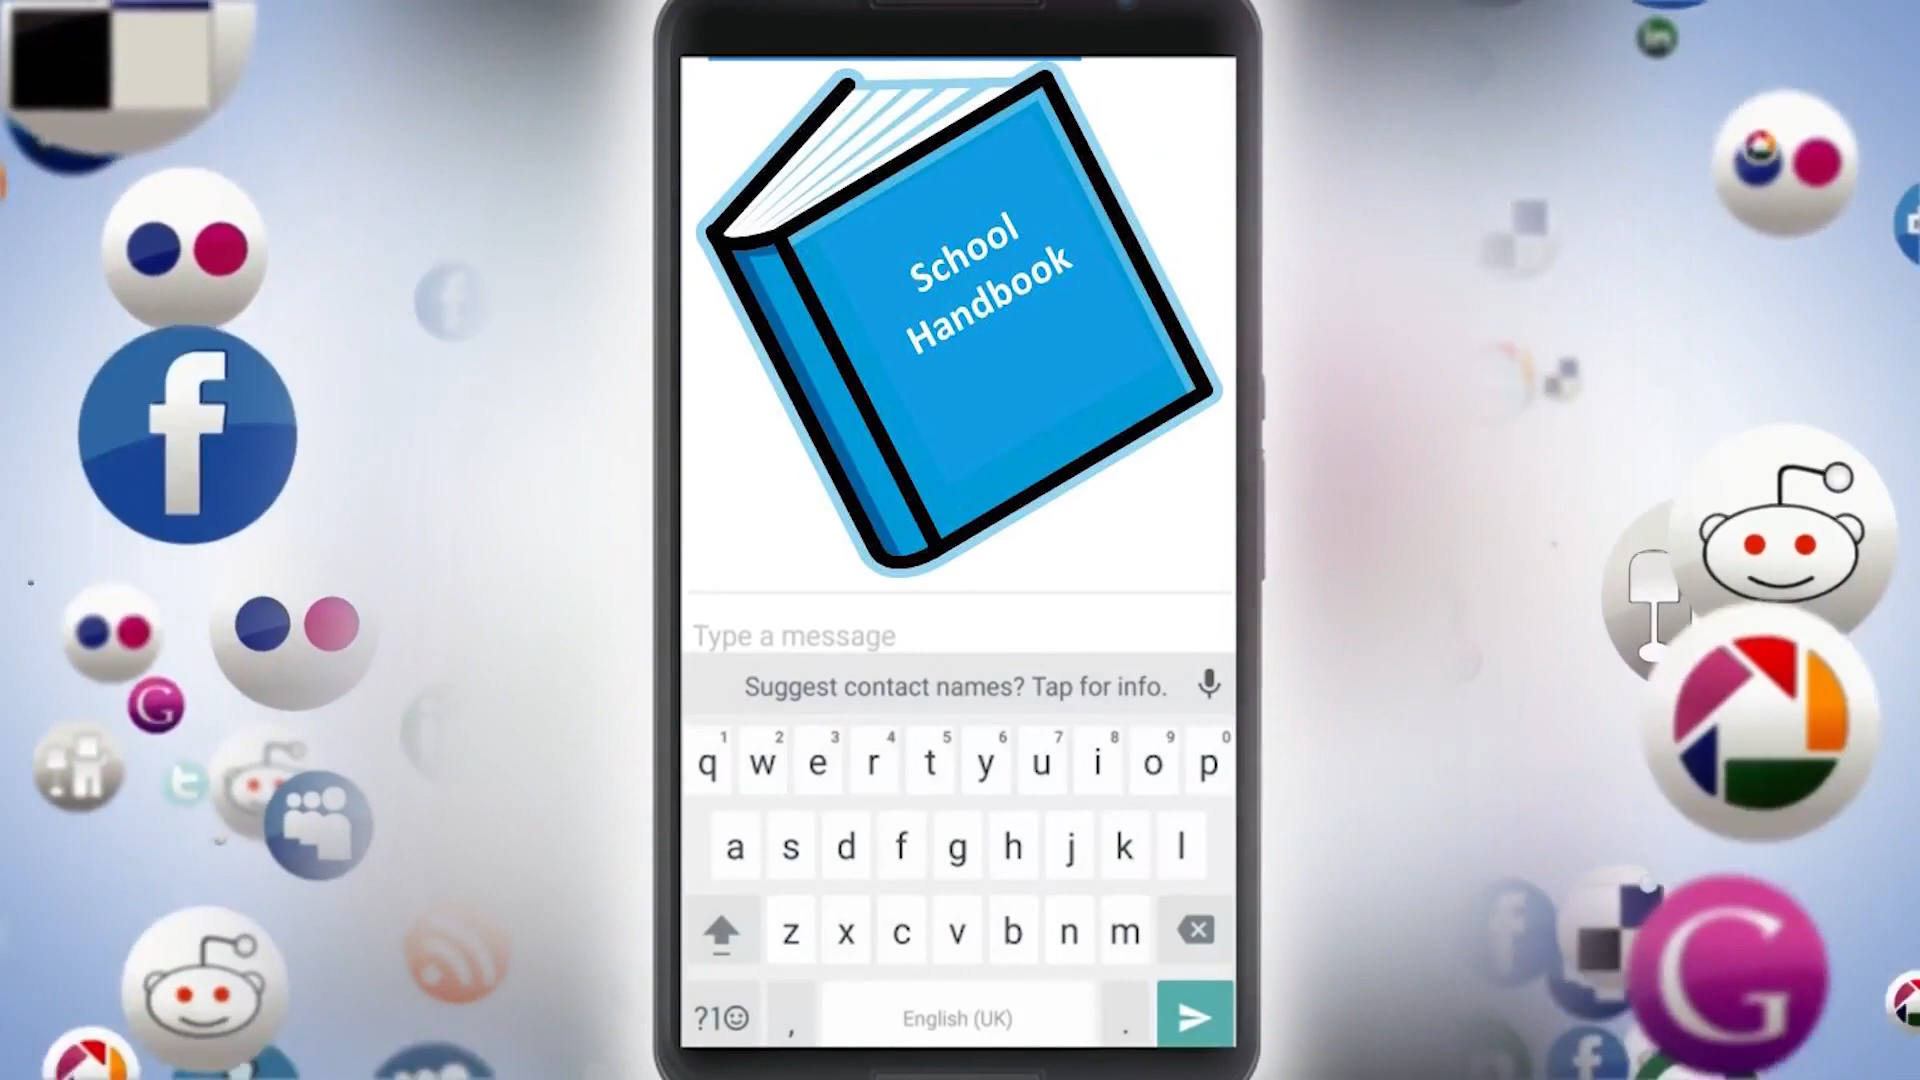 School
Handbook
Type a message
Suggest contact names? Tap for info.
1 2 3 4 5 6 7 8 9 0
q w e r t y u i o p
a s d f g h j k l
z x c v b n m
?1☺ , English (UK) .
f
f
G
G
in
t
f
f
f